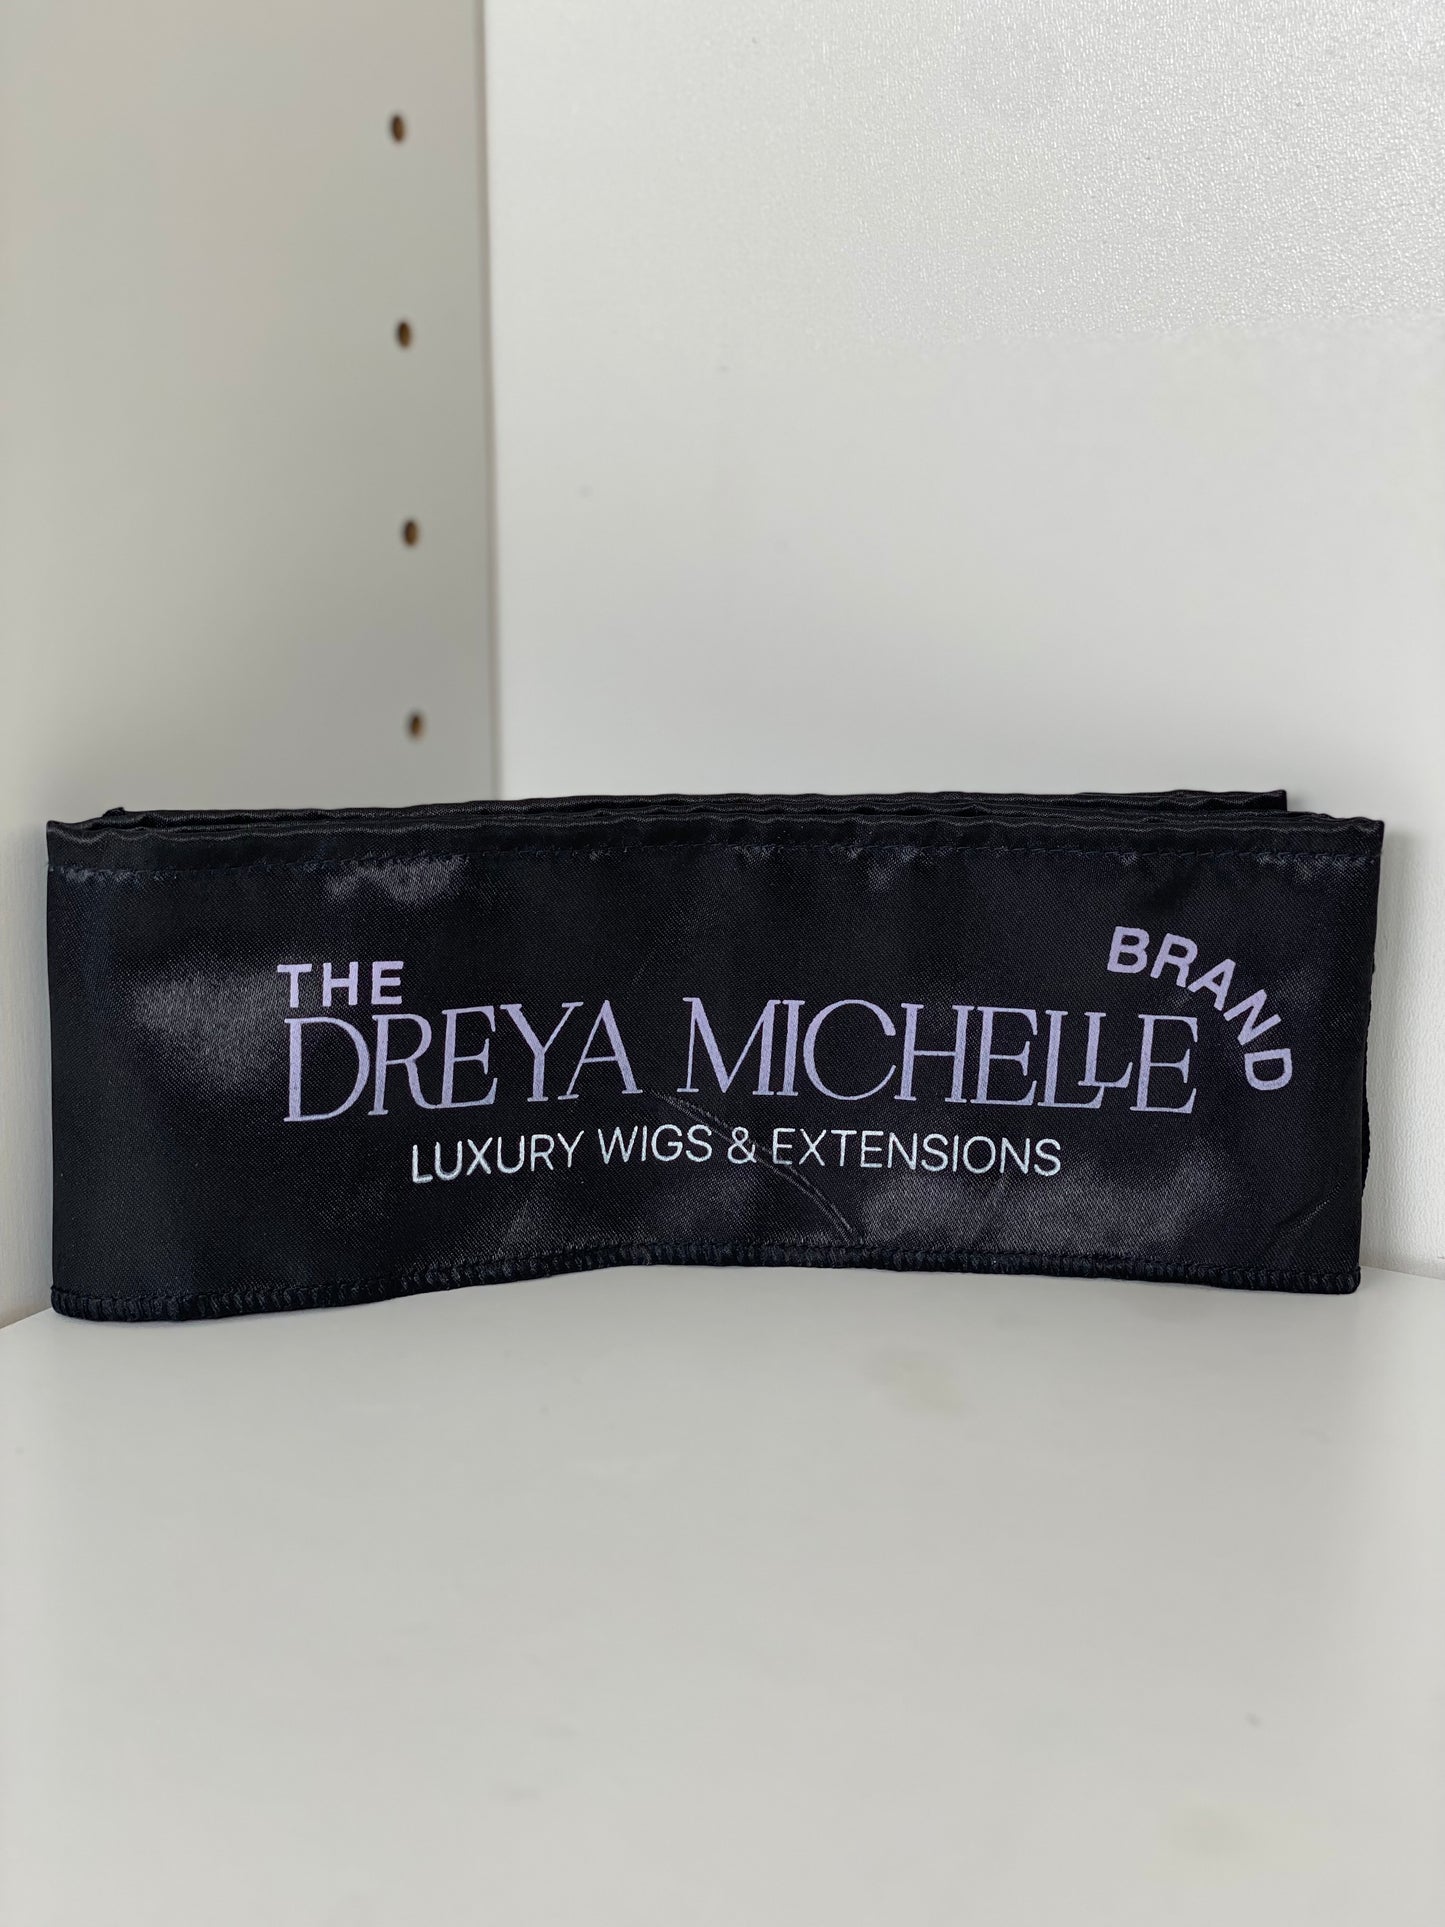 THE
DREYA MICHELLE
BRAND
LUXURY WIGS & EXTENSIONS